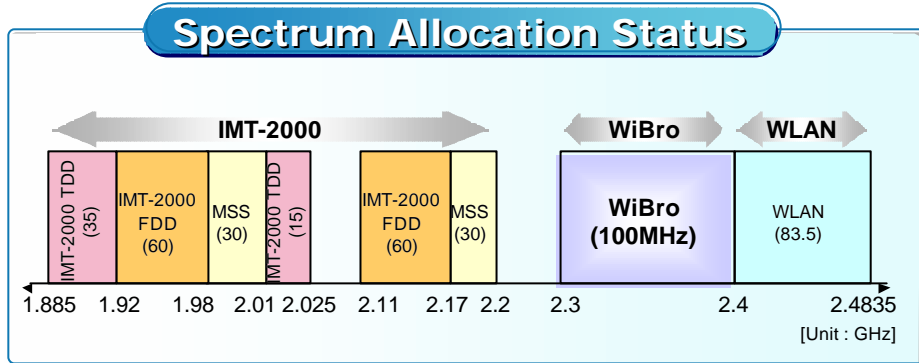 Spectrum Allocation Status
IMT-2000
WiBro
WLAN
IMT-2000 TDD
(35)
IMT-2000
FDD
(60)
MSS
(30)
IMT-2000 TDD
(15)
IMT-2000
FDD
(60)
MSS
(30)
WiBro
(100MHz)
WLAN
(83.5)
1.885 1.92 1.98 2.01 2.025 2.11 2.17 2.2 2.3 2.4 2.4835
[Unit : GHz]